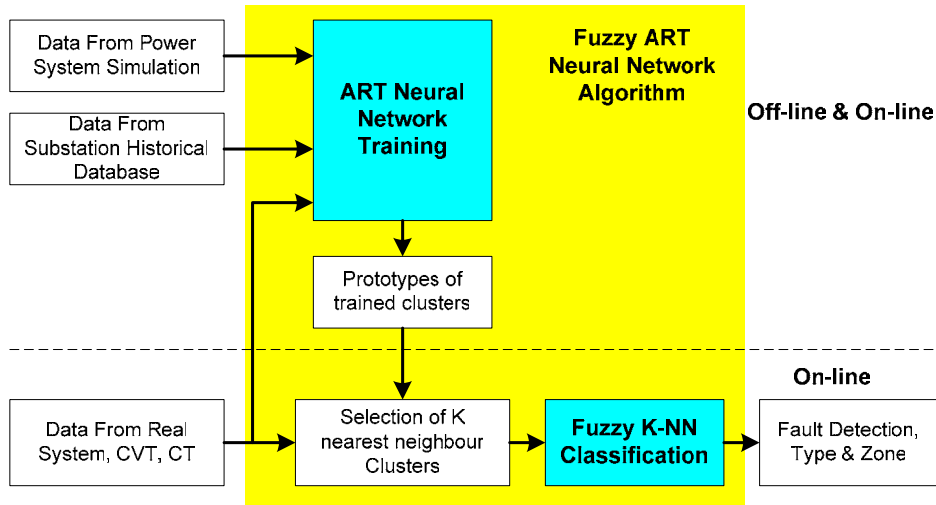 Data From Power
System Simulation
Data From
Substation Historical
Database
ART Neural
Network
Training
Fuzzy ART
Neural Network
Algorithm
Off-line & On-line
Prototypes of
trained clusters
On-line
Data From Real
System, CVT, CT
Selection of K
nearest neighbour
Clusters
Fuzzy K-NN
Classification
Fault Detection,
Type & Zone